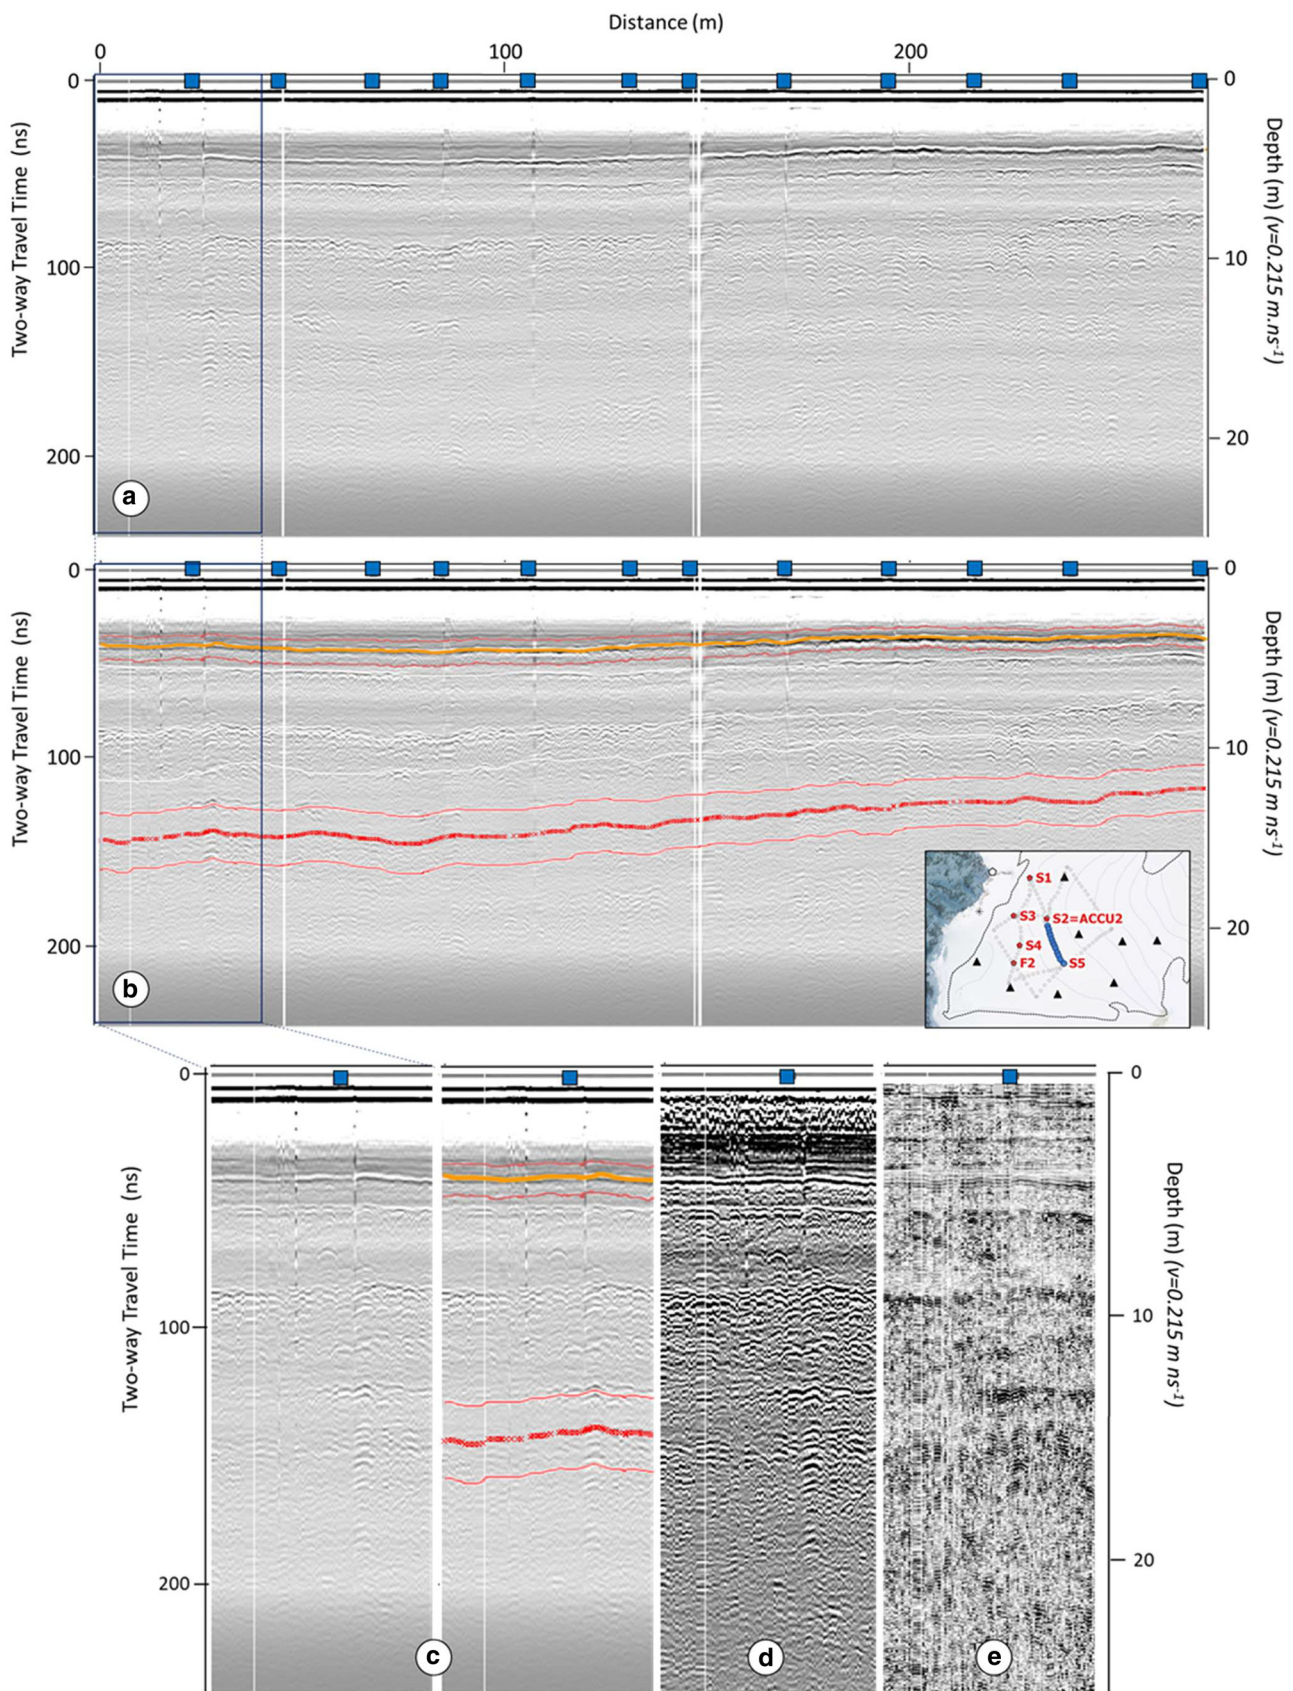 Distance (m)
0 100 200
0 0
Two-way Travel Time (ns)
Depth (m) (v=0.215 m.ns-1)
100
10
200
20
a
0 0
Two-way Travel Time (ns)
Depth (m) (v=0.215 m ns-1)
100
10
200
20
S1
S3
S2=ACCU2
S4
F2
S5
b
0 0
Two-way Travel Time (ns)
Depth (m) (v=0.215 m ns-1)
100
10
200
20
c
d
e